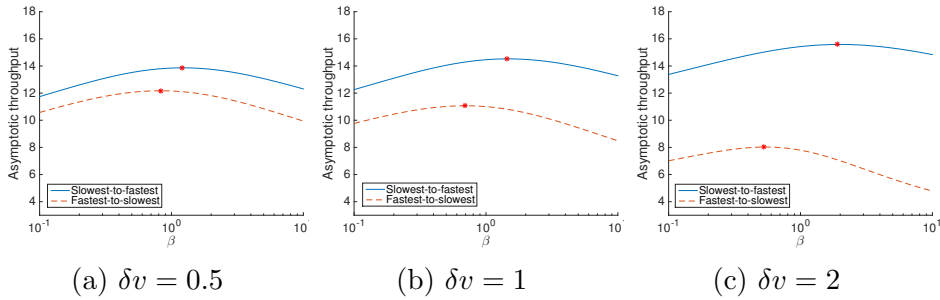 18
16
14
12
10
8
6
4
Asymptotic throughput
Slowest-to-fastest
Fastest-to-slowest
10^-1
10^0
10^1
β
(a) δv = 0.5
18
16
14
12
10
8
6
4
Asymptotic throughput
Slowest-to-fastest
Fastest-to-slowest
10^-1
10^0
10^1
β
(b) δv = 1
18
16
14
12
10
8
6
4
Asymptotic throughput
Slowest-to-fastest
Fastest-to-slowest
10^-1
10^0
10^1
β
(c) δv = 2